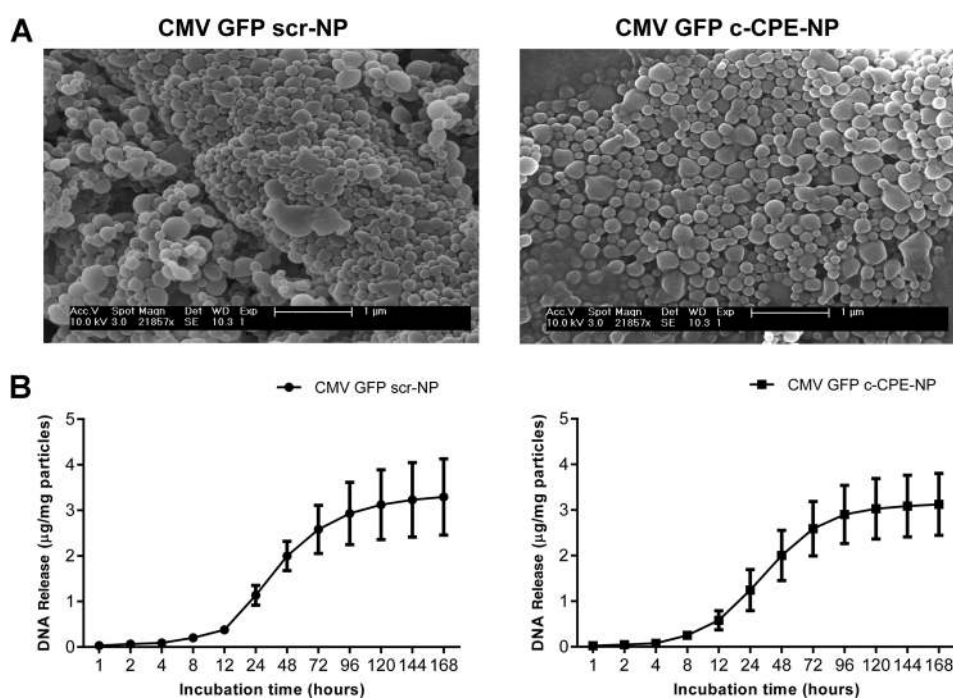 A
CMV GFP scr-NP
CMV GFP c-CPE-NP
Acc.V Spot Magn Det WD Exp
10.0 kV 3.0 21857x SE 10.3 1
1 µm
Acc.V Spot Magn Det WD Exp
10.0 kV 3.0 21857x SE 10.3 1
1 µm
B
CMV GFP scr-NP
DNA Release (µg/mg particles)
5
4
3
2
1
0
1 2 4 8 12 24 48 72 96 120 144 168
Incubation time (hours)
CMV GFP c-CPE-NP
DNA Release (µg/mg particles)
5
4
3
2
1
0
1 2 4 8 12 24 48 72 96 120 144 168
Incubation time (hours)